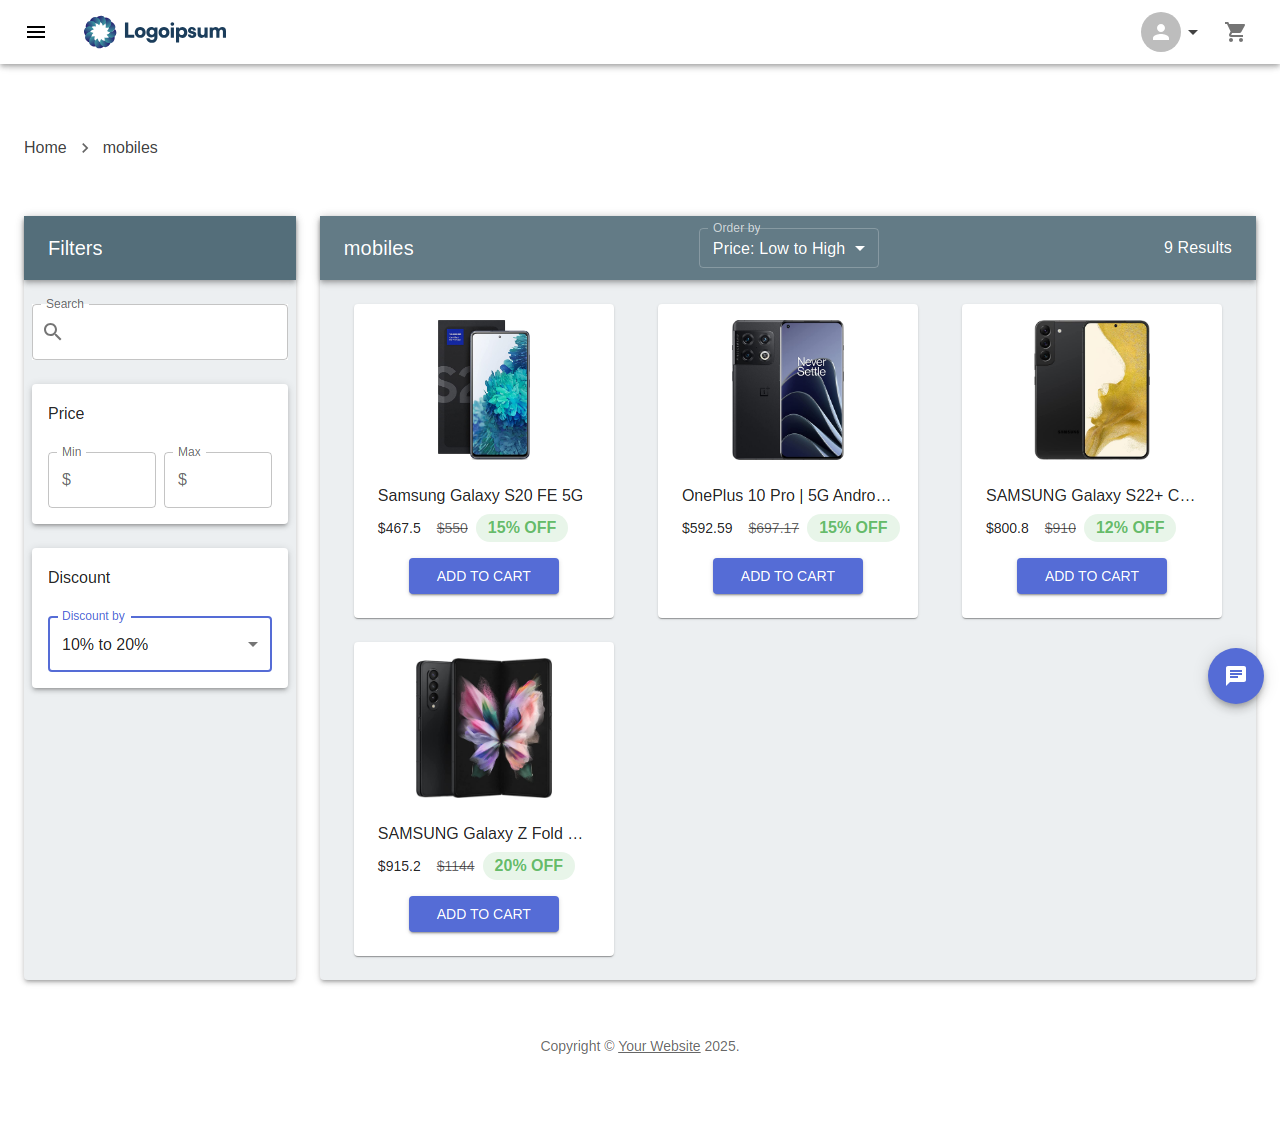 Logoipsum
Home > mobiles
Filters
mobiles
Order by
Price: Low to High
9 Results
Search
Price
Min
$
Max
$
Discount
Discount by
10% to 20%
S2
Samsung Galaxy S20 FE 5G
$467.5 $550 15% OFF
ADD TO CART
Never
Settle
OnePlus 10 Pro | 5G Andro…
$592.59 $697.17 15% OFF
ADD TO CART
SAMSUNG Galaxy S22+ C…
$800.8 $910 12% OFF
ADD TO CART
SAMSUNG Galaxy Z Fold …
$915.2 $1144 20% OFF
ADD TO CART
Copyright © Your Website 2025.